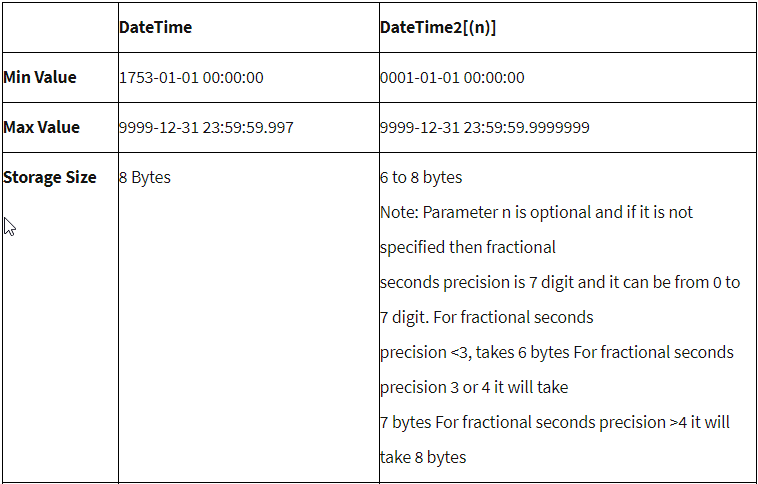 DateTime DateTime2[(n)]
Min Value 1753-01-01 00:00:00 0001-01-01 00:00:00
Max Value 9999-12-31 23:59:59.997 9999-12-31 23:59:59.9999999
Storage Size 8 Bytes 6 to 8 bytes
Note: Parameter n is optional and if it is not
specified then fractional
seconds precision is 7 digit and it can be from 0 to
7 digit. For fractional seconds
precision <3, takes 6 bytes For fractional seconds
precision 3 or 4 it will take
7 bytes For fractional seconds precision >4 it will
take 8 bytes